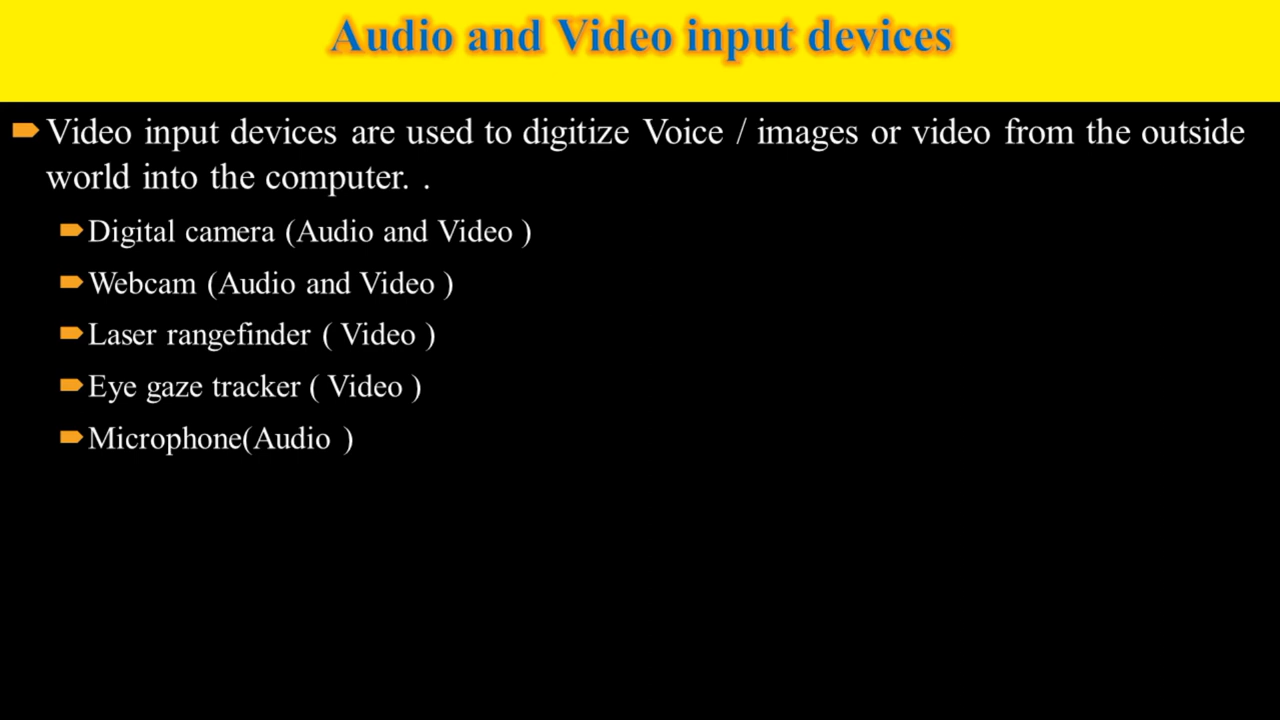 Audio and Video input devices
Video input devices are used to digitize Voice / images or video from the outside
world into the computer. .
Digital camera (Audio and Video )
Webcam (Audio and Video )
Laser rangefinder ( Video )
Eye gaze tracker ( Video )
Microphone(Audio )